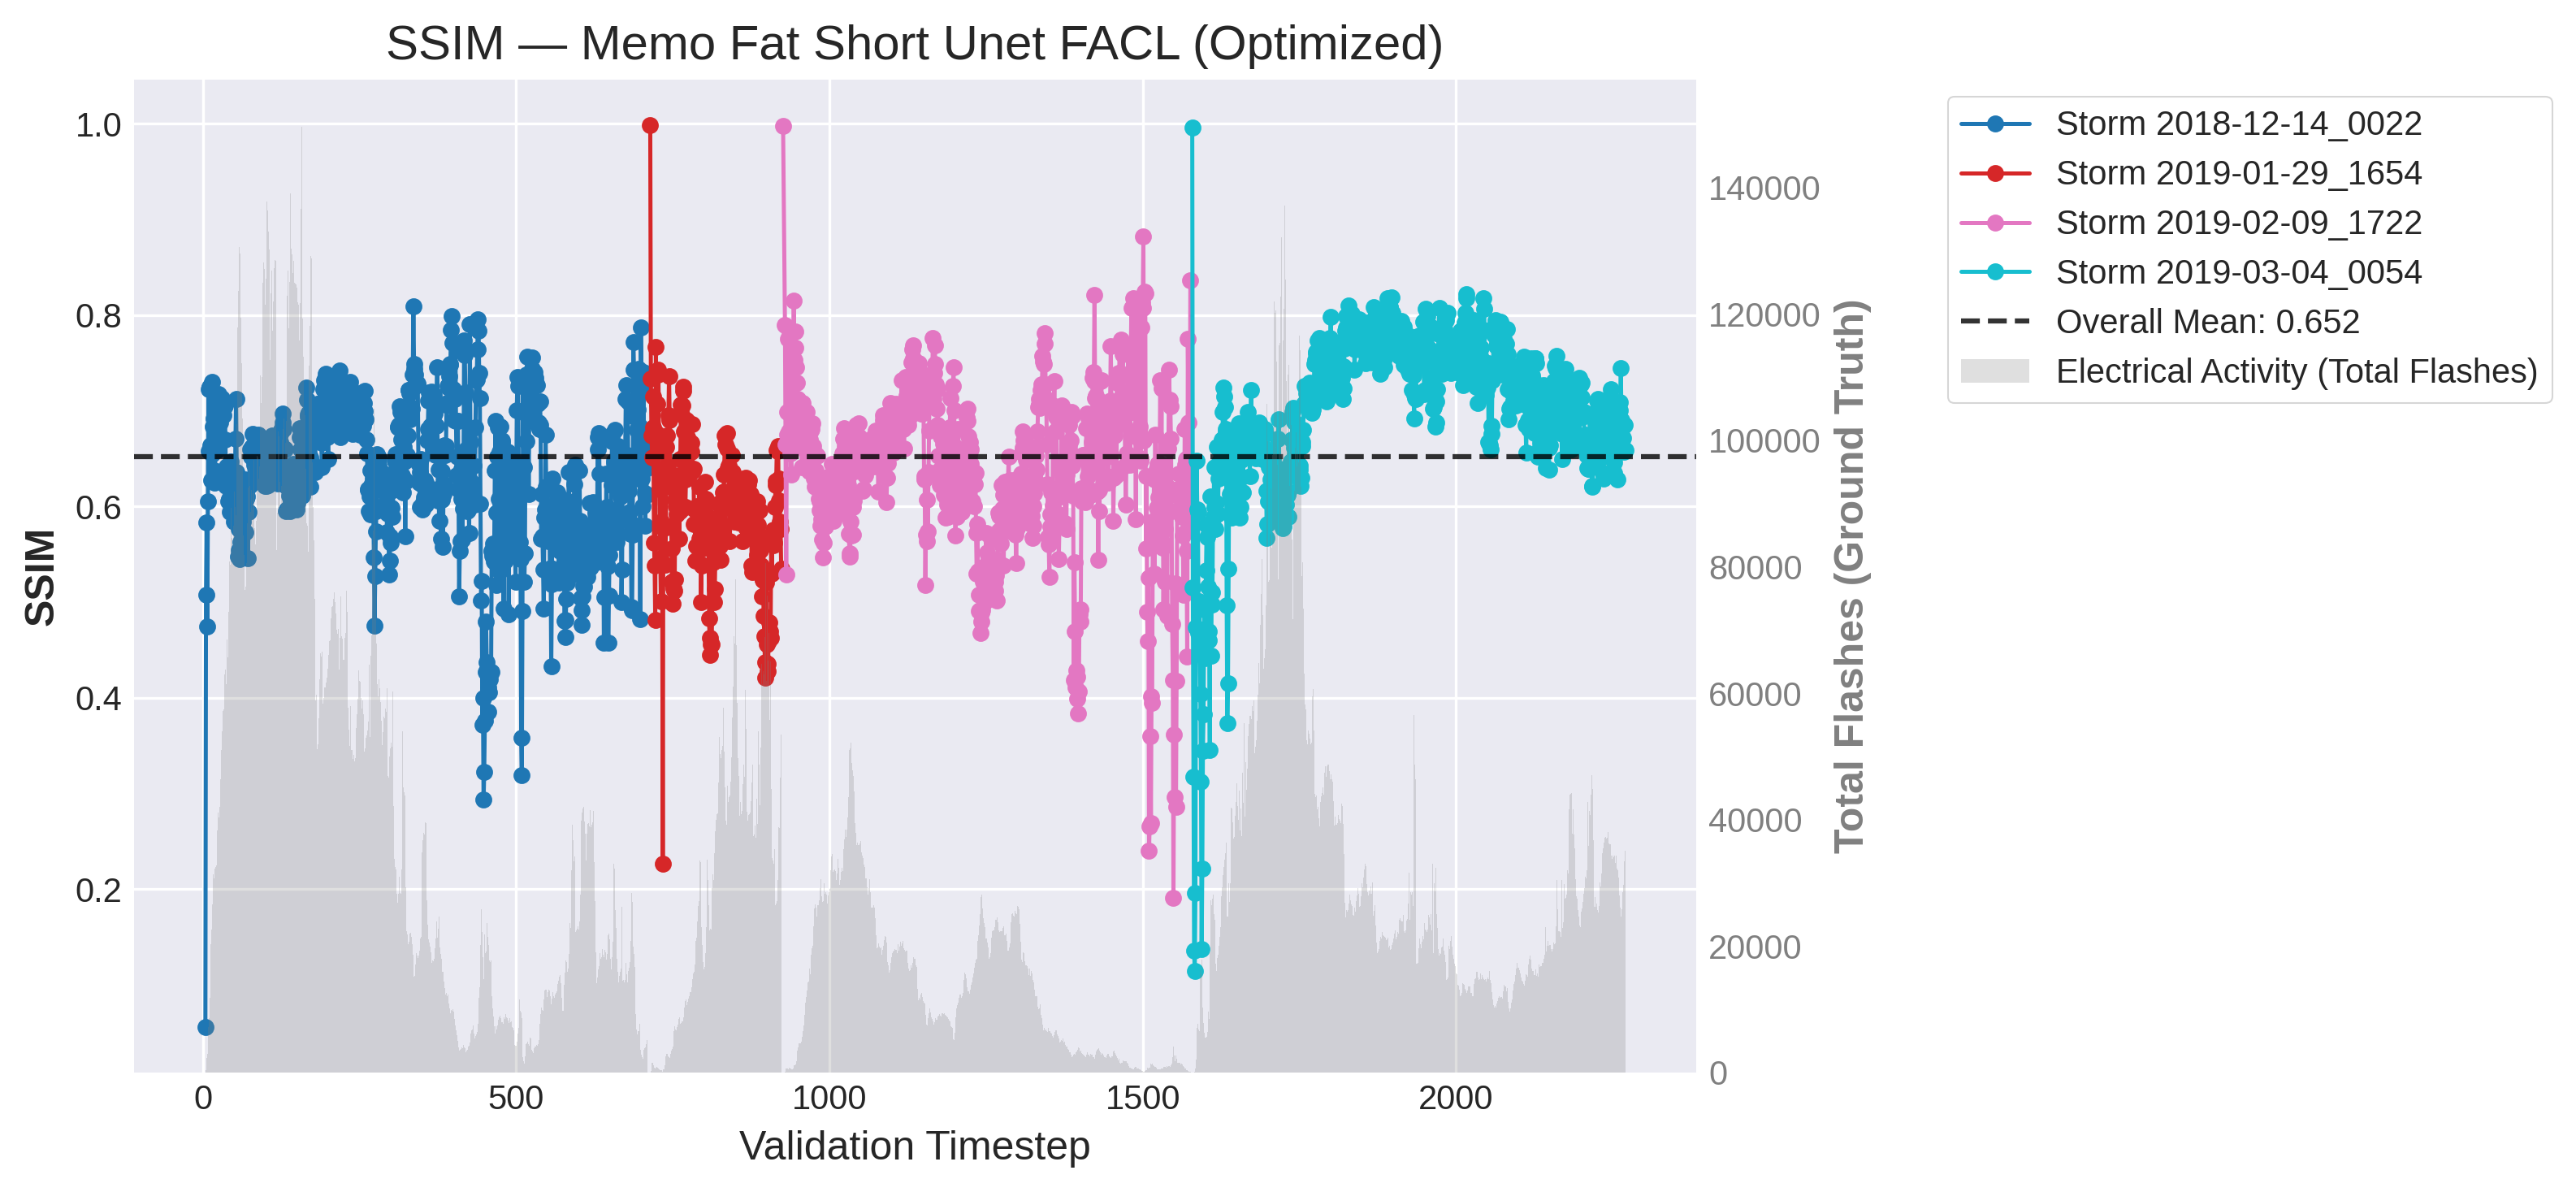 SSIM — Memo Fat Short Unet FACL (Optimized)
SSIM
1.0
0.8
0.6
0.4
0.2
0
500
1000
1500
2000
Validation Timestep
140000
120000
100000
80000
60000
40000
20000
0
Total Flashes (Ground Truth)
Storm 2018-12-14_0022
Storm 2019-01-29_1654
Storm 2019-02-09_1722
Storm 2019-03-04_0054
Overall Mean: 0.652
Electrical Activity (Total Flashes)